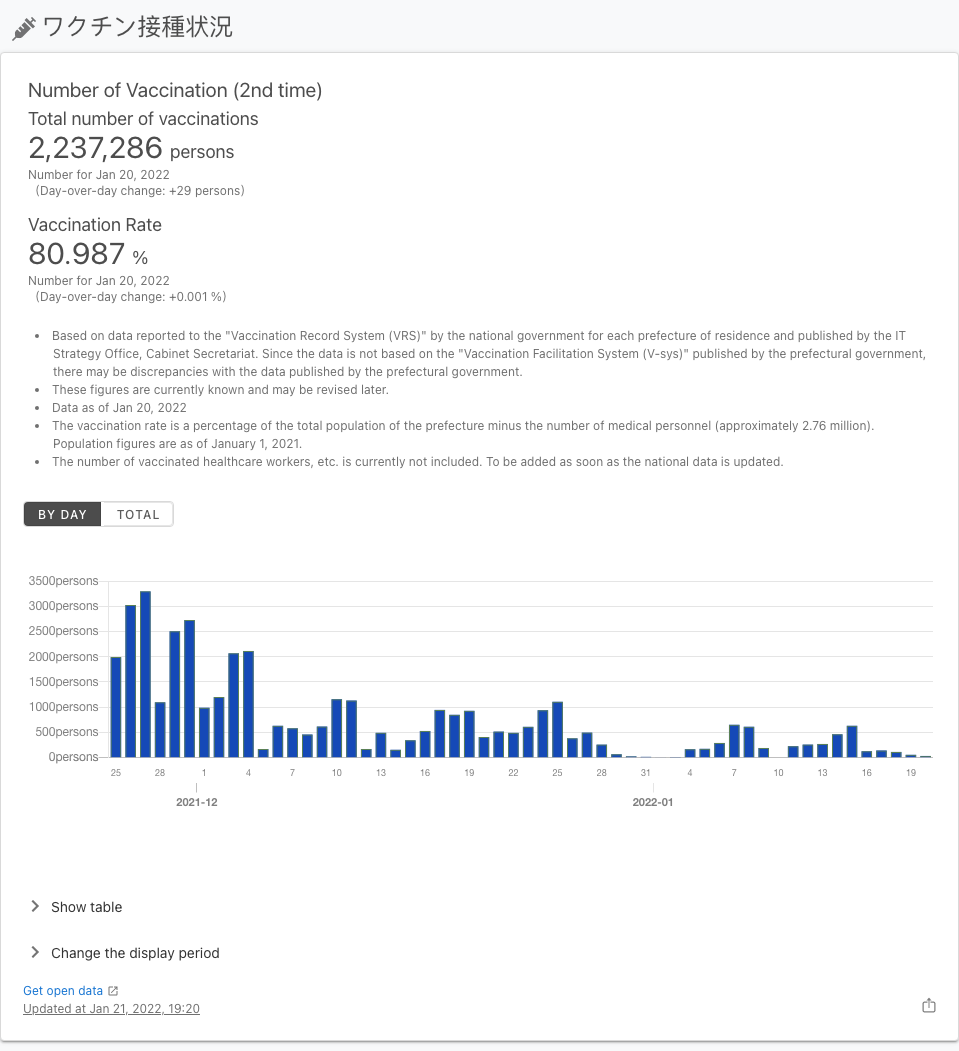 ワクチン接種状況
Number of Vaccination (2nd time)
Total number of vaccinations
2,237,286 persons
Number for Jan 20, 2022
(Day-over-day change: +29 persons)
Vaccination Rate
80.987 %
Number for Jan 20, 2022
(Day-over-day change: +0.001 %)
• Based on data reported to the "Vaccination Record System (VRS)" by the national government for each prefecture of residence and published by the IT
Strategy Office, Cabinet Secretariat. Since the data is not based on the "Vaccination Facilitation System (V-sys)" published by the prefectural government,
there may be discrepancies with the data published by the prefectural government.
• These figures are currently known and may be revised later.
• Data as of Jan 20, 2022
• The vaccination rate is a percentage of the total population of the prefecture minus the number of medical personnel (approximately 2.76 million).
Population figures are as of January 1, 2021.
• The number of vaccinated healthcare workers, etc. is currently not included. To be added as soon as the national data is updated.
BY DAY TOTAL
3500persons
3000persons
2500persons
2000persons
1500persons
1000persons
500persons
0persons
25 28 1 4 7 10 13 16 19 22 25 28 31 4 7 10 13 16 19
2021-12 2022-01
Show table
Change the display period
Get open data
Updated at Jan 21, 2022, 19:20